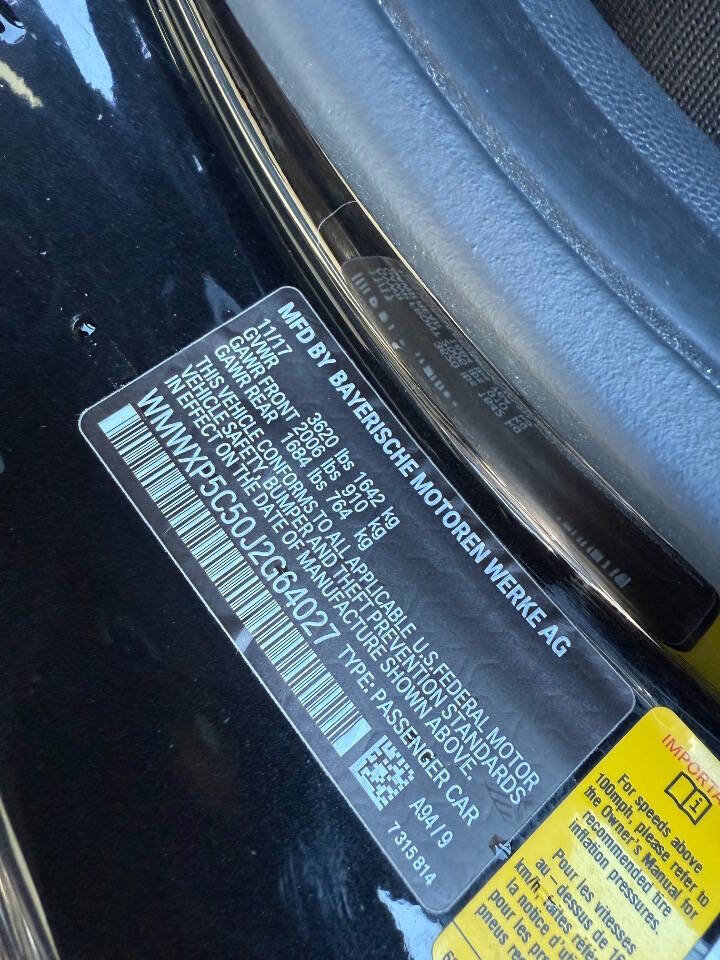 MFD BY BAYERISCHE MOTOREN WERKE AG
11/17
GVWR 3620 lbs 1642 kg
GAWR FRONT 2006 lbs 910 kg
GAWR REAR 1684 lbs 764 kg
THIS VEHICLE CONFORMS TO ALL APPLICABLE U.S.FEDERAL MOTOR
VEHICLE SAFETY, BUMPER AND THEFT PREVENTION STANDARDS
IN EFFECT ON THE DATE OF MANUFACTURE SHOWN ABOVE.
WMWXP5C50J2G64027 TYPE: PASSENGER CAR
A94/9
7 315 814
For speeds above
100mph, please refer to
the Owner's Manual for
recommended tire
inflation pressures.
Pour les vitesses
au-dessus de
km/h, faites
la notice
pour les
pneus